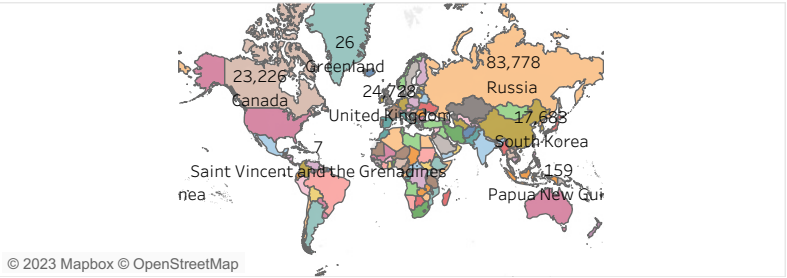 26
Greenland
83,778
Russia
23,226
Canada
24,728
United Kingdom
17,683
South Korea
7
Saint Vincent and the Grenadines
159
nea
Papua New Gui
© 2023 Mapbox © OpenStreetMap